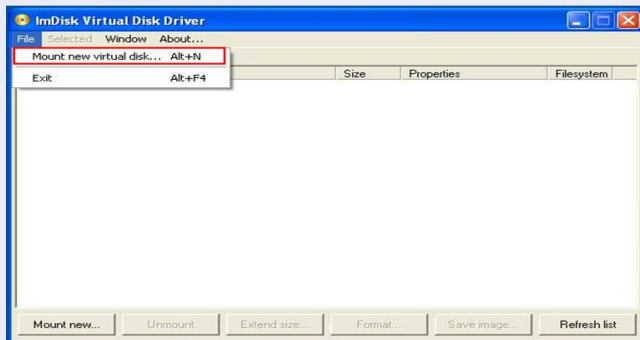 ImDisk Virtual Disk Driver
File Selected Window About...
Mount new virtual disk... Alt+N
Exit Alt+F4
Size Properties Filesystem
Mount new... Unmount Extend size... Format... Save image... Refresh list